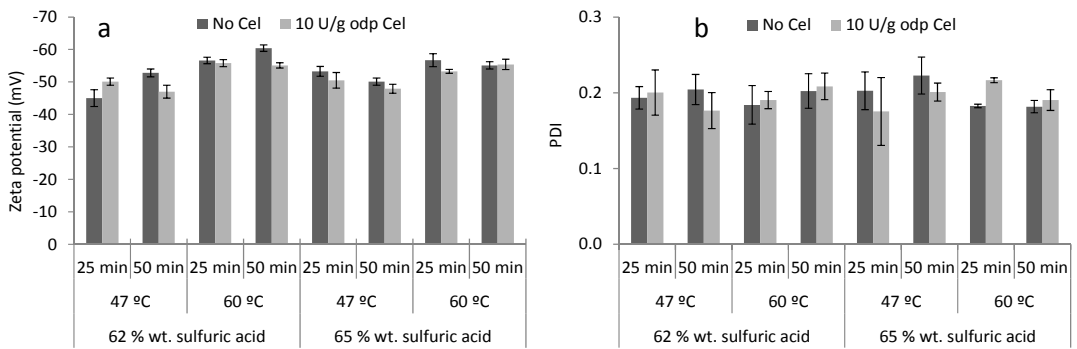 a
No Cel 10 U/g odp Cel
Zeta potential (mV)
-70
-60
-50
-40
-30
-20
-10
0
25 min 50 min 25 min 50 min 25 min 50 min 25 min 50 min
47 ºC 60 ºC 47 ºC 60 ºC
62 % wt. sulfuric acid 65 % wt. sulfuric acid
b
No Cel 10 U/g odp Cel
PDI
0.3
0.2
0.1
0.0
25 min 50 min 25 min 50 min 25 min 50 min 25 min 50 min
47 ºC 60 ºC 47 ºC 60 ºC
62 % wt. sulfuric acid 65 % wt. sulfuric acid